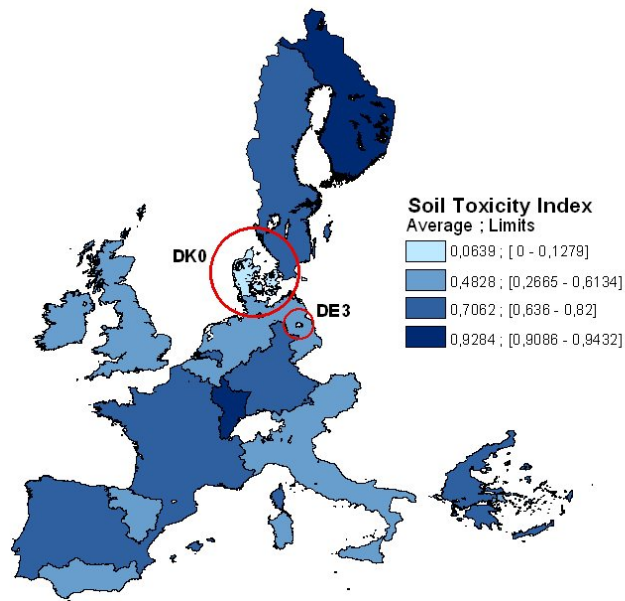 Soil Toxicity Index
Average ; Limits
0,0639 ; [0 - 0,1279]
0,4828 ; [0,2665 - 0,6134]
0,7062 ; [0,636 - 0,82]
0,9284 ; [0,9086 - 0,9432]
DK0
DE3